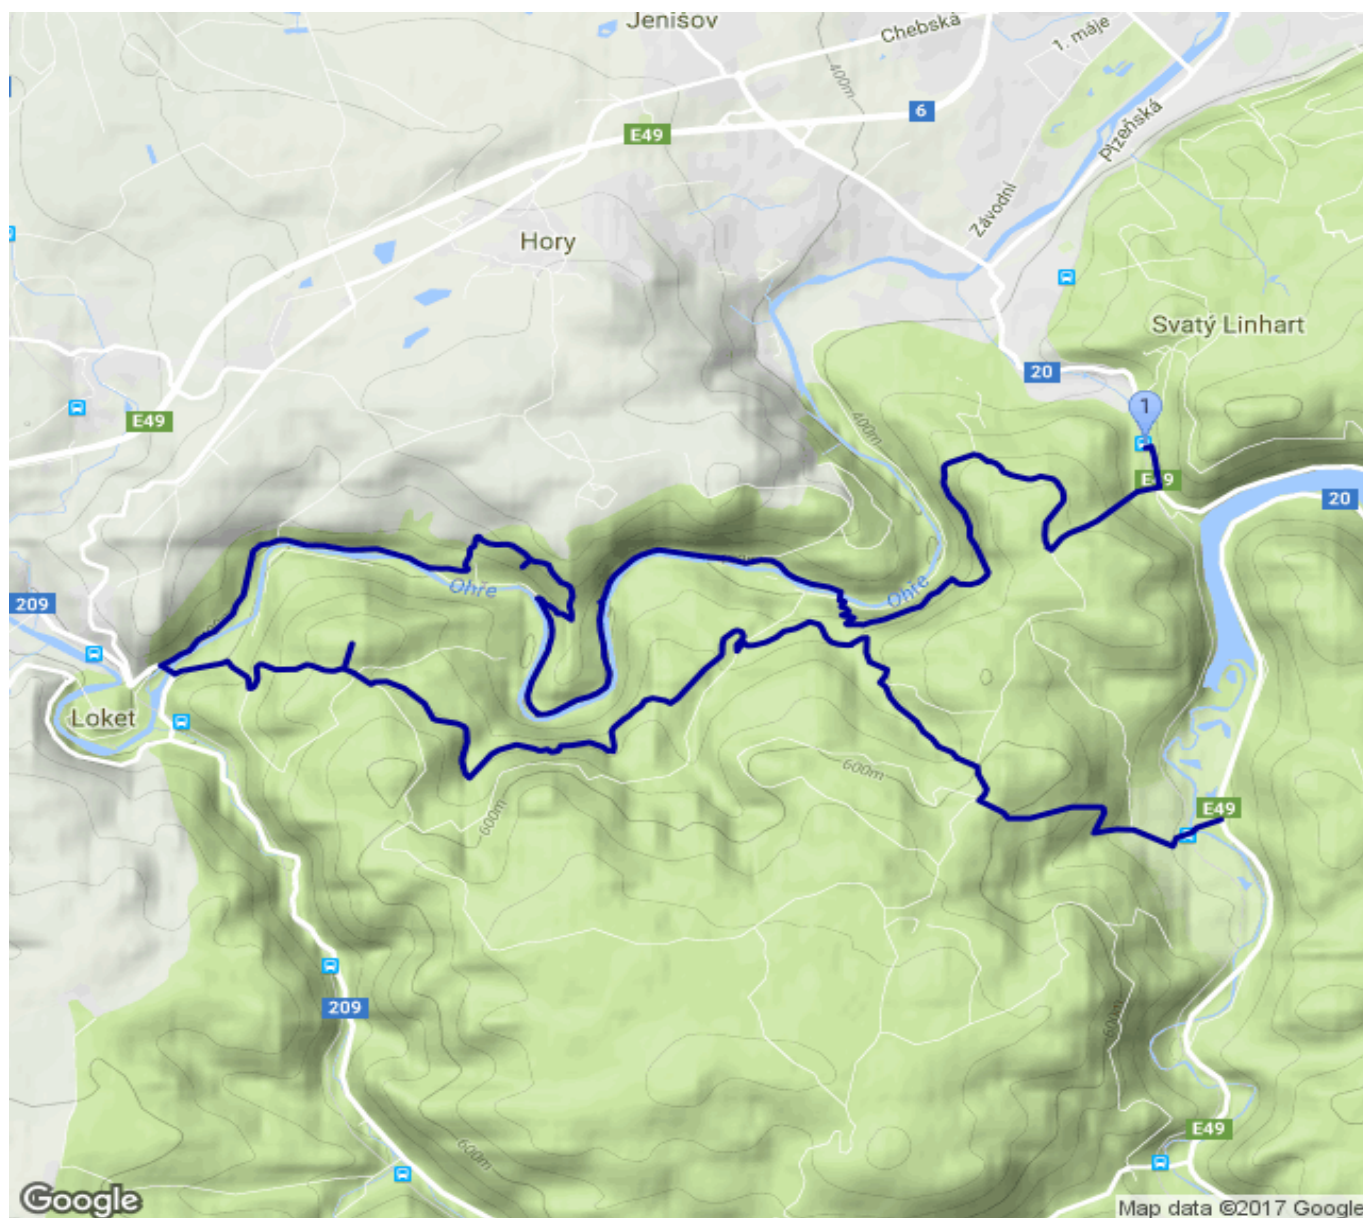 Jenišov
Chebská
1. máje
400m
6
E49
Plzeňská
Závodní
Hory
Svatý Linhart
20
E49
1
400m
E49
20
Ohře
Ohře
209
Loket
600m
600m
E49
209
600m
600m
E49
Google
Map data ©2017 Google